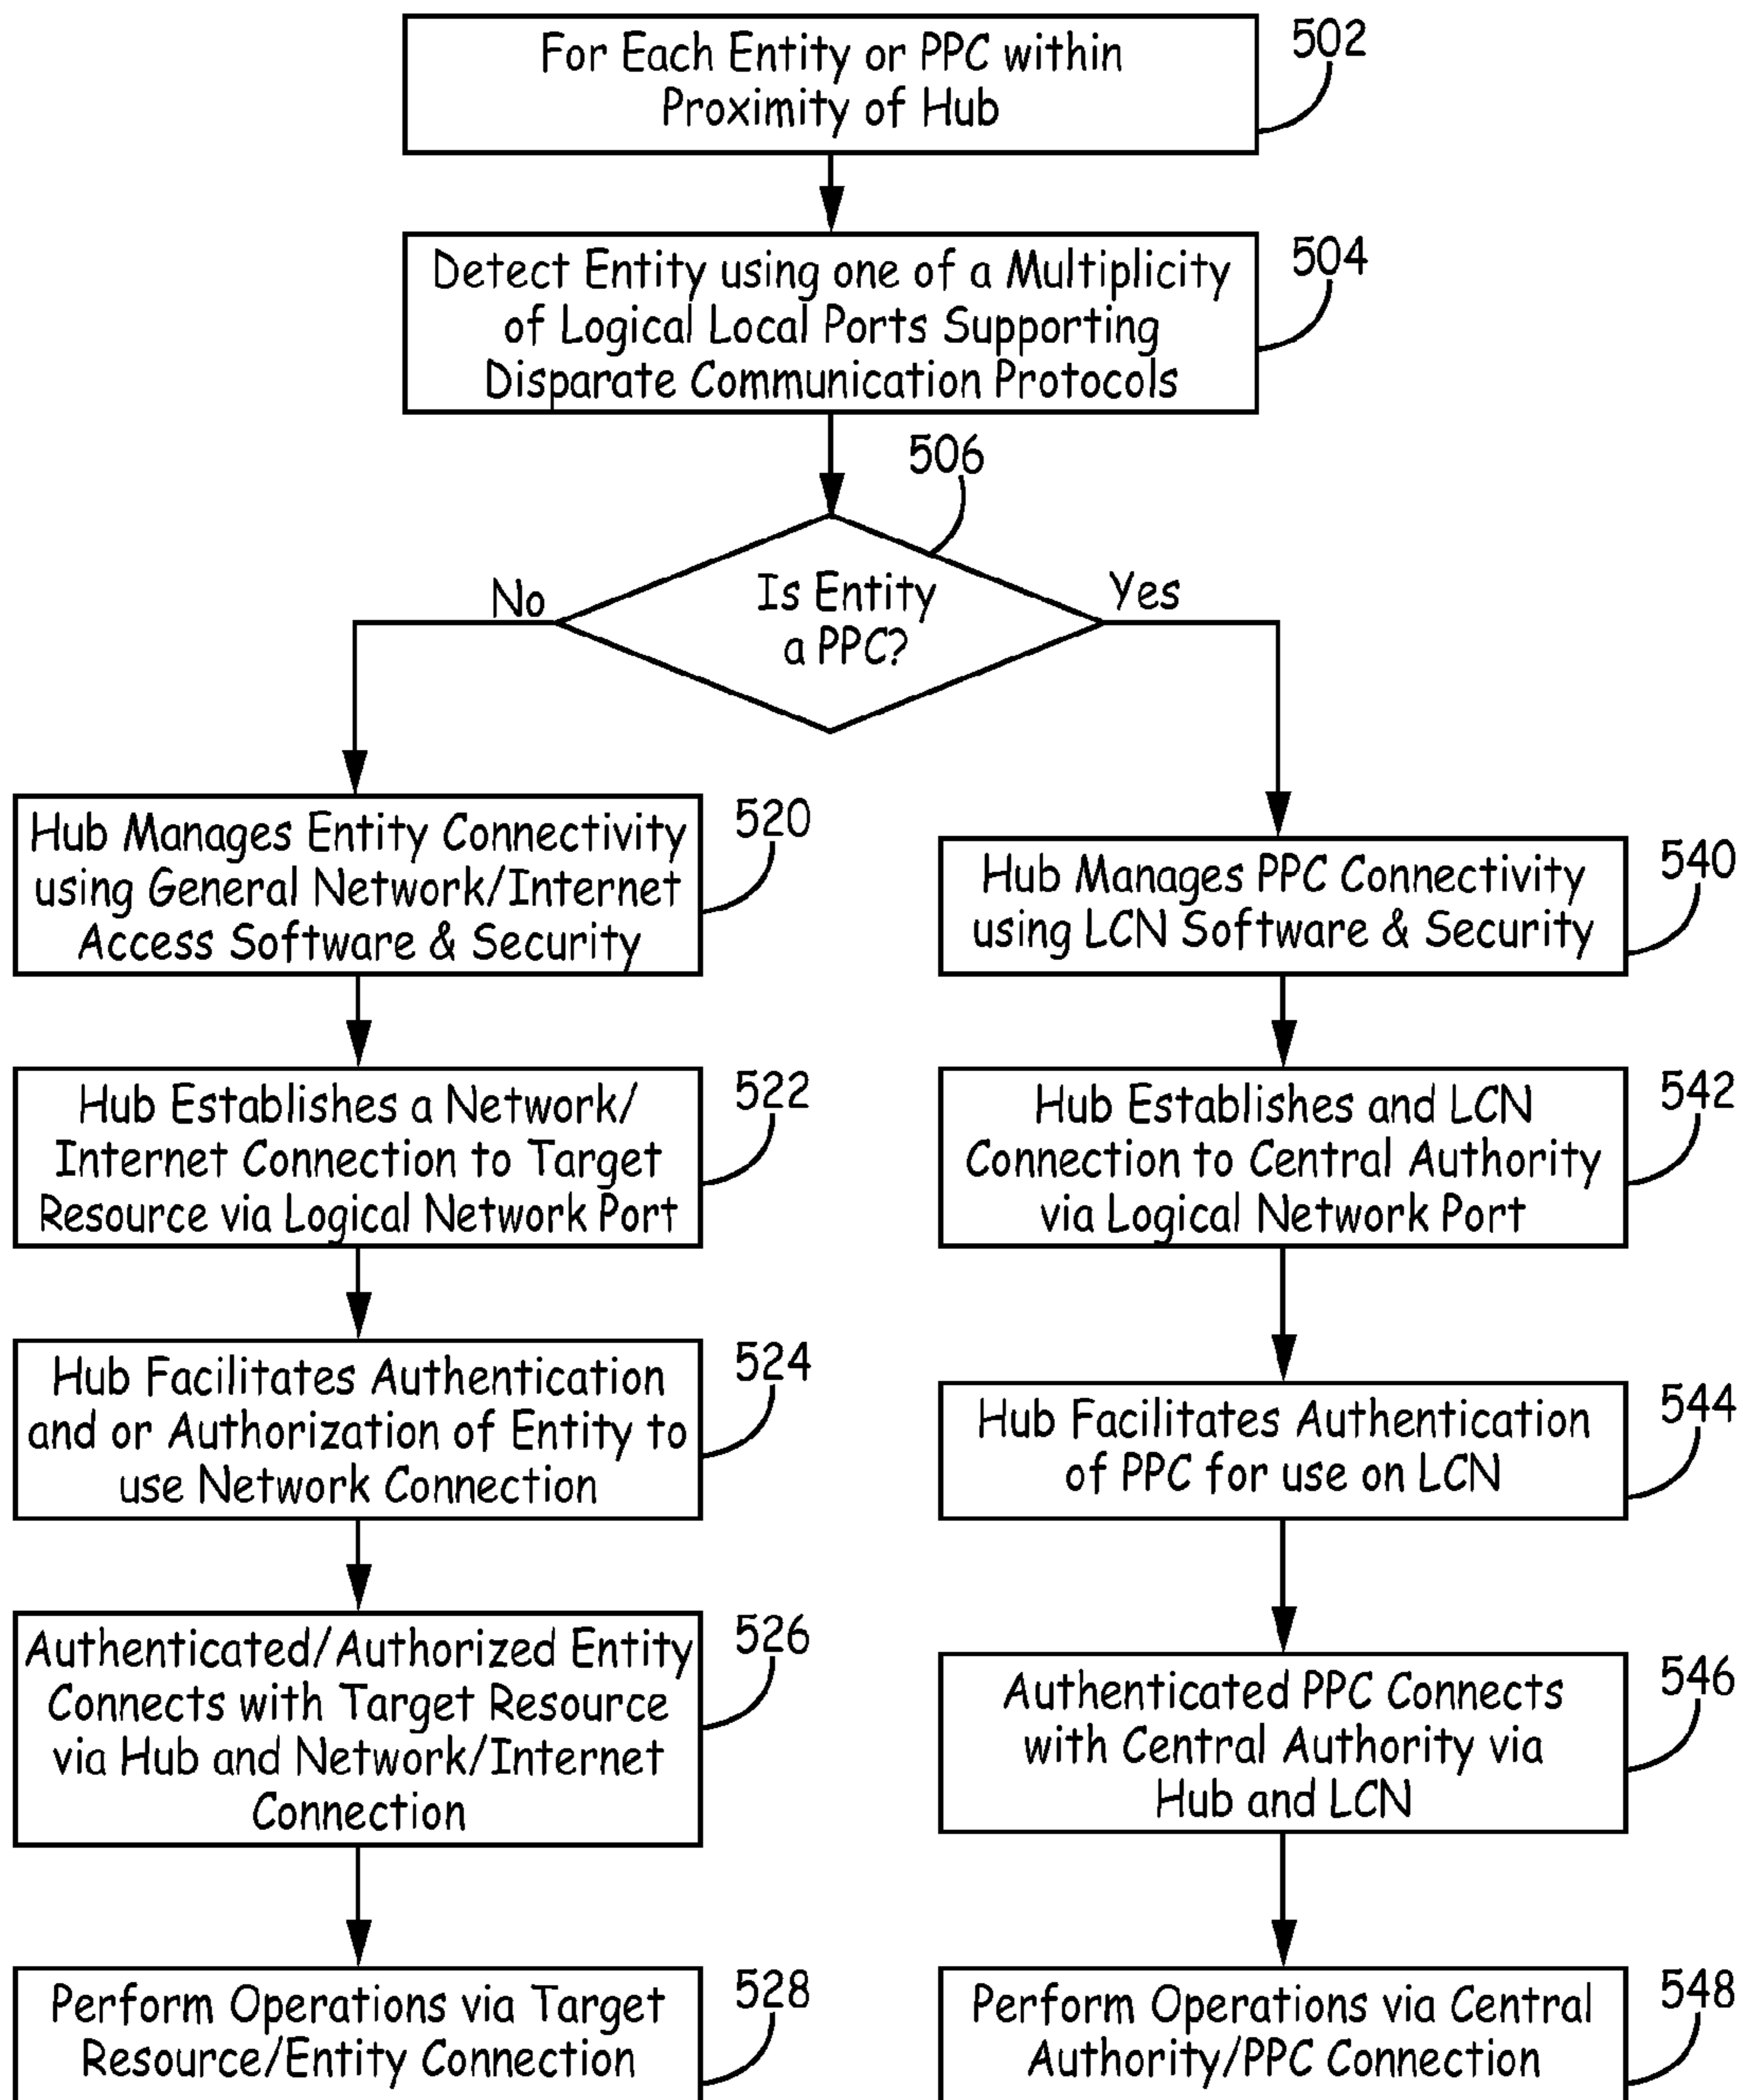 For Each Entity or PPC within
Proximity of Hub
502
Detect Entity using one of a Multiplicity
of Logical Local Ports Supporting
Disparate Communication Protocols
504
506
Is Entity
a PPC?
No
Yes
Hub Manages Entity Connectivity
using General Network/Internet
Access Software & Security
520
Hub Establishes a Network/
Internet Connection to Target
Resource via Logical Network Port
522
Hub Facilitates Authentication
and or Authorization of Entity to
use Network Connection
524
Authenticated/Authorized Entity
Connects with Target Resource
via Hub and Network/Internet
Connection
526
Perform Operations via Target
Resource/Entity Connection
528
Hub Manages PPC Connectivity
using LCN Software & Security
540
Hub Establishes and LCN
Connection to Central Authority
via Logical Network Port
542
Hub Facilitates Authentication
of PPC for use on LCN
544
Authenticated PPC Connects
with Central Authority via
Hub and LCN
546
Perform Operations via Central
Authority/PPC Connection
548